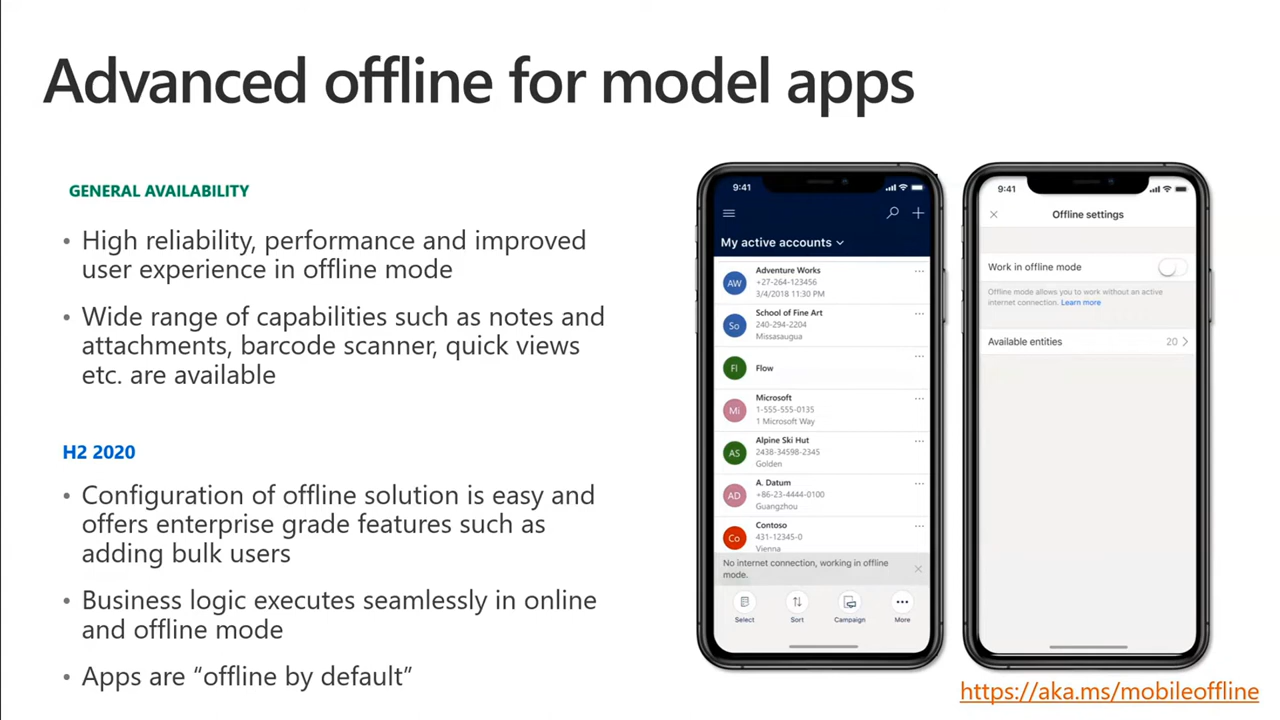 Advanced offline for model apps
GENERAL AVAILABILITY
• High reliability, performance and improved
user experience in offline mode
• Wide range of capabilities such as notes and
attachments, barcode scanner, quick views
etc. are available
H2 2020
• Configuration of offline solution is easy and
offers enterprise grade features such as
adding bulk users
• Business logic executes seamlessly in online
and offline mode
• Apps are “offline by default”
9:41
My active accounts
AW
Adventure Works
+27-264-123456
3/4/2018 11:30 PM
So
School of Fine Art
240-294-2204
Missasaugua
Fl
Flow
Mi
Microsoft
1-555-555-0135
1 Microsoft Way
AS
Alpine Ski Hut
2438-34598-2345
Golden
AD
A. Datum
+86-23-4444-0100
Guangzhou
Co
Contoso
431-12345-0
Vienna
No internet connection, working in offline
mode.
Select Sort Campaign More
9:41
Offline settings
Work in offline mode
Offline mode allows you to work without an active
internet connection. Learn more
Available entities 20
https://aka.ms/mobileoffline